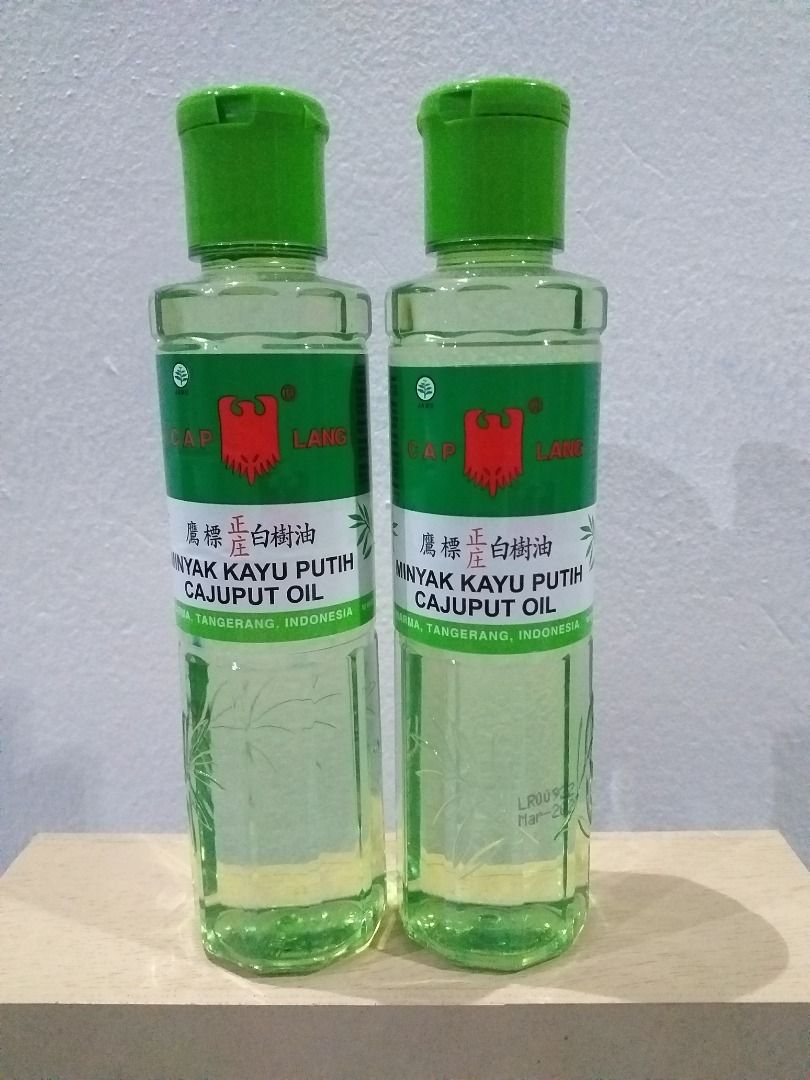 CAP LANG
鷹標正庄白樹油
MINYAK KAYU PUTIH
CAJUPUT OIL
TANGERANG, INDONESIA
CAP LANG
鷹標正庄白樹油
MINYAK KAYU PUTIH
CAJUPUT OIL
TANGERANG, INDONESIA